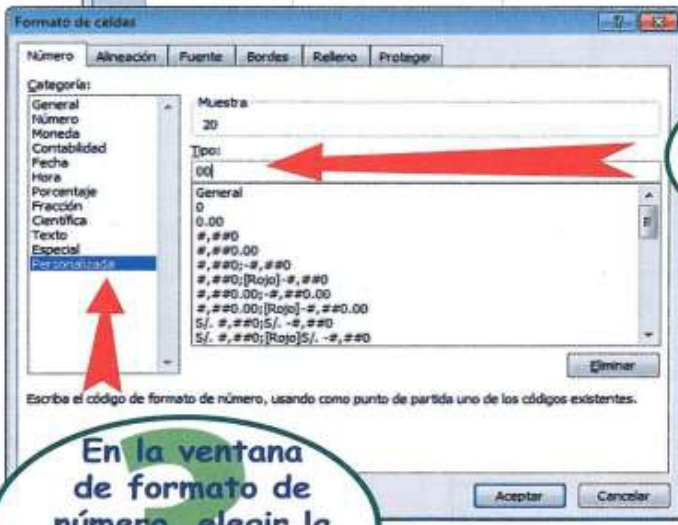 Formato de celdas
Número Alineación Fuente Bordes Relleno Proteger
Categoría:
General
Número
Moneda
Contabilidad
Fecha
Hora
Porcentaje
Fracción
Científica
Texto
Especial
Personalizada
Muestra
20
Tipo:
00
General
0
0.00
#,##0
#,##0.00
#,##0;-#,##0
#,##0;[Rojo]-#,##0
#,##0.00;-#,##0.00
#,##0.00;[Rojo]-#,##0.00
S/. #,##0;S/. -#,##0
S/. #,##0;[Rojo]S/. -#,##0
Eliminar
Escriba el código de formato de número, usando como punto de partida uno de los códigos existentes.
En la ventana
de formato de
número, elegir la
Aceptar Cancelar